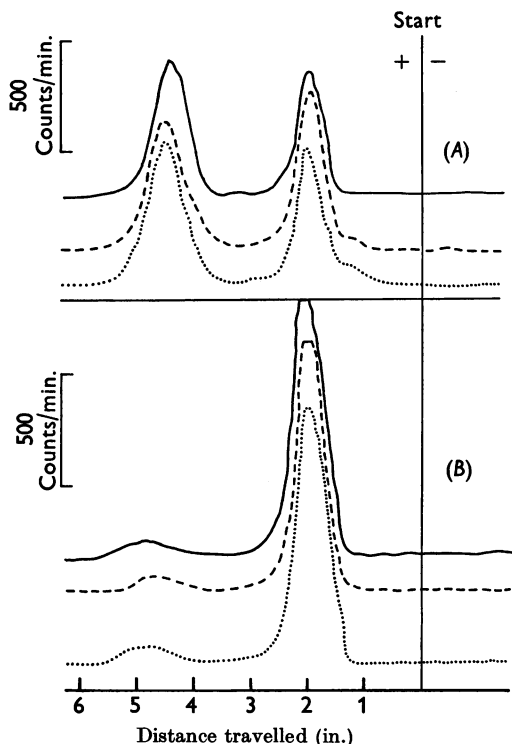 Start
+ −
500
Counts/min.
(A)
500
Counts/min.
(B)
6 5 4 3 2 1
Distance travelled (in.)